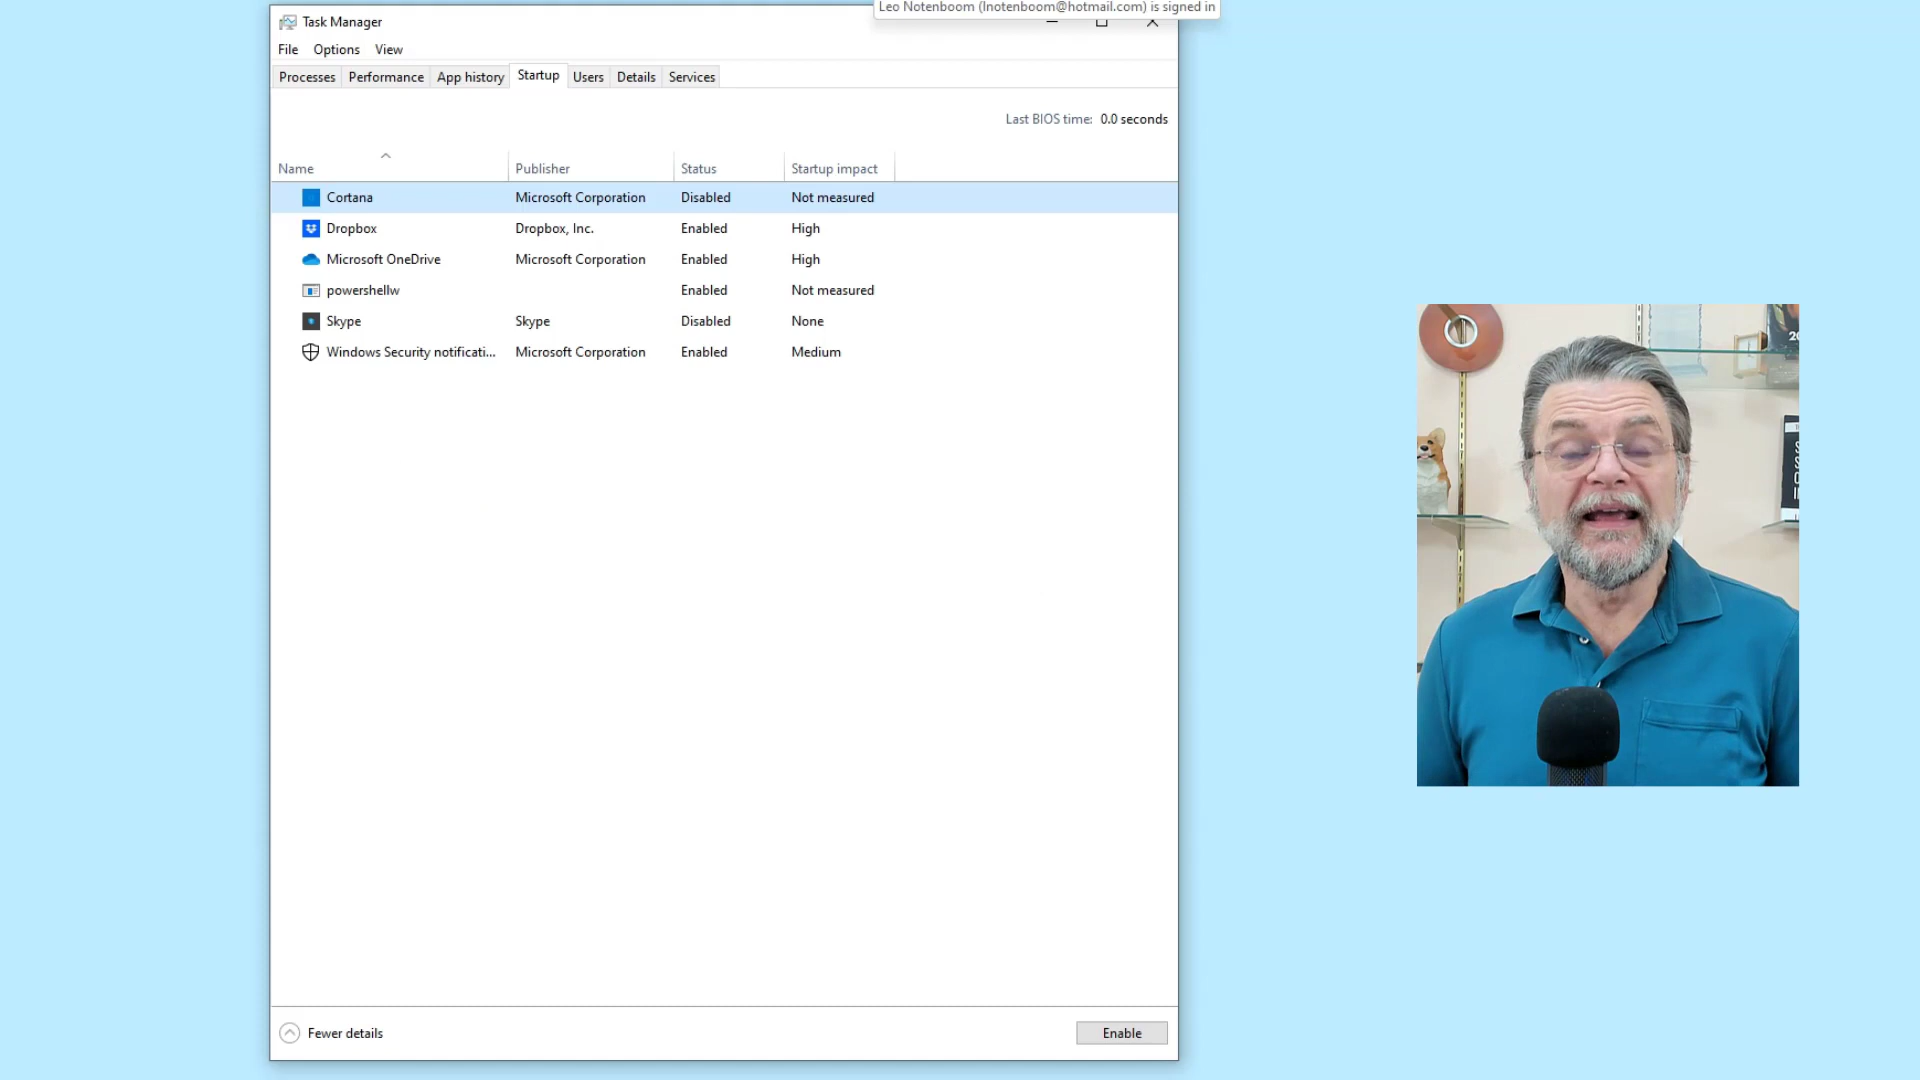 Leo Notenboom (lnotenboom@hotmail.com) is signed in
Task Manager
File Options View
Processes Performance App history Startup Users Details Services
Last BIOS time: 0.0 seconds
Name Publisher Status Startup impact
Cortana Microsoft Corporation Disabled Not measured
Dropbox Dropbox, Inc. Enabled High
Microsoft OneDrive Microsoft Corporation Enabled High
powershellw Enabled Not measured
Skype Skype Disabled None
Windows Security notificati... Microsoft Corporation Enabled Medium
20
Fewer details Enable